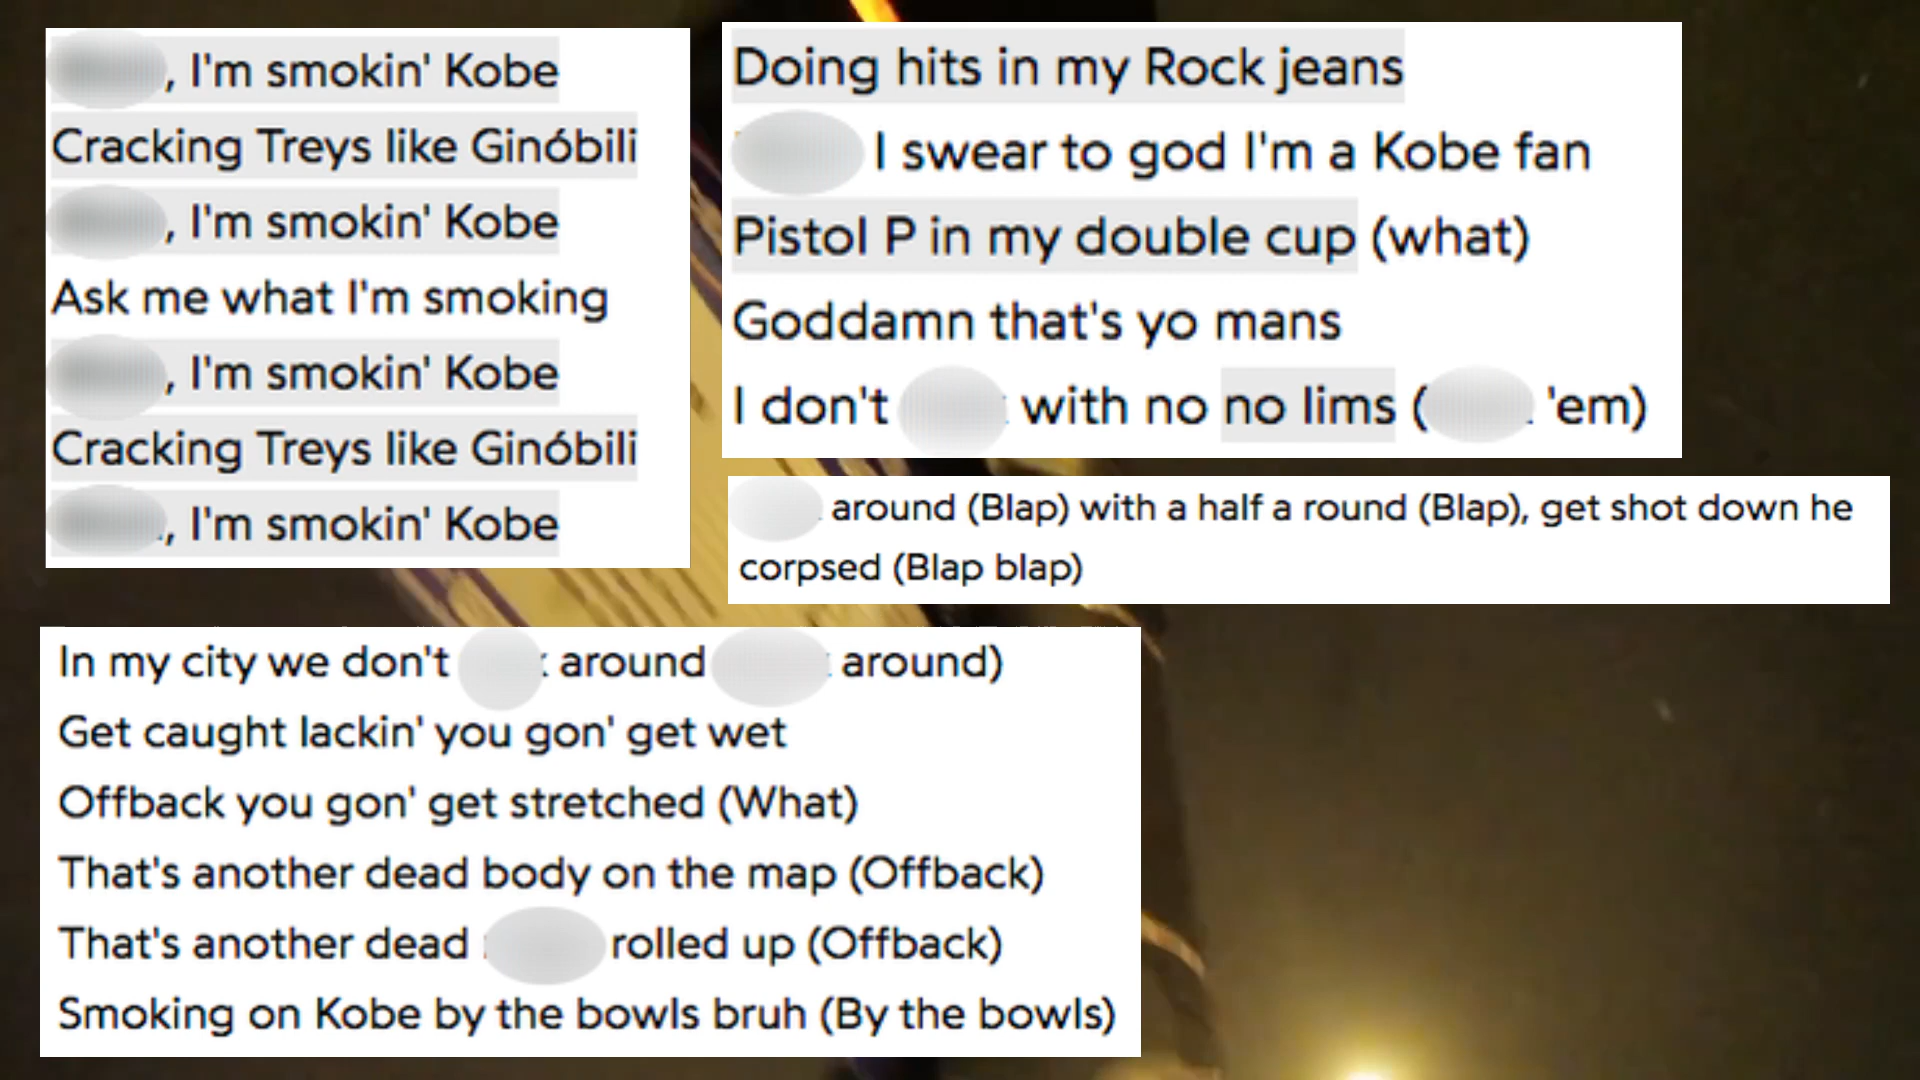 , I'm smokin' Kobe
Cracking Treys like Ginóbili
, I'm smokin' Kobe
Ask me what I'm smoking
, I'm smokin' Kobe
Cracking Treys like Ginóbili
, I'm smokin' Kobe
Doing hits in my Rock jeans
I swear to god I'm a Kobe fan
Pistol P in my double cup (what)
Goddamn that's yo mans
I don't with no no lims ( 'em)
around (Blap) with a half a round (Blap), get shot down he
corpsed (Blap blap)
In my city we don't around around)
Get caught lackin' you gon' get wet
Offback you gon' get stretched (What)
That's another dead body on the map (Offback)
That's another dead rolled up (Offback)
Smoking on Kobe by the bowls bruh (By the bowls)